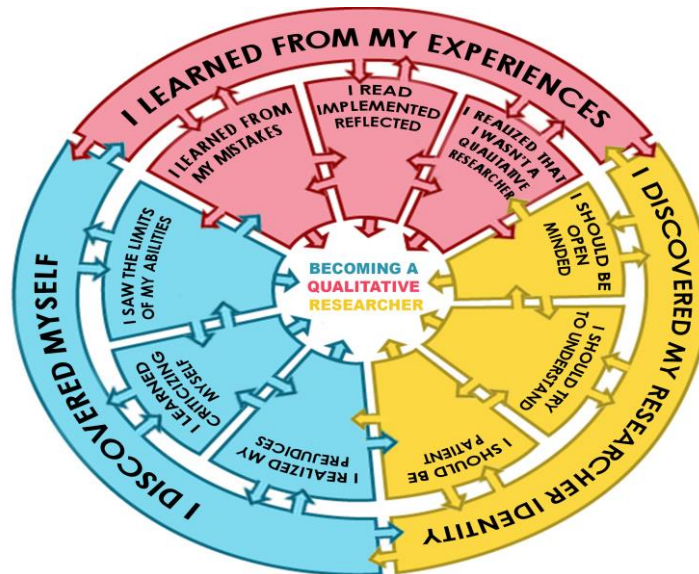 I LEARNED FROM MY EXPERIENCES
I LEARNED FROM
MY MISTAKES
I READ
IMPLEMENTED
REFLECTED
I REALIZED THAT
I WASN'T A
QUALITATIVE
RESEARCHER
I DISCOVERED MY RESEARCHER IDENTITY
I SHOULD BE
OPEN
MINDED
I SHOULD TRY
TO UNDERSTAND
I SHOULD BE
PATIENT
I DISCOVERED MYSELF
I SAW THE LIMITS
OF MY ABILITIES
I LEARNED
CRITICIZING
MYSELF
I REALIZED MY
PREJUDICES
BECOMING A
QUALITATIVE
RESEARCHER